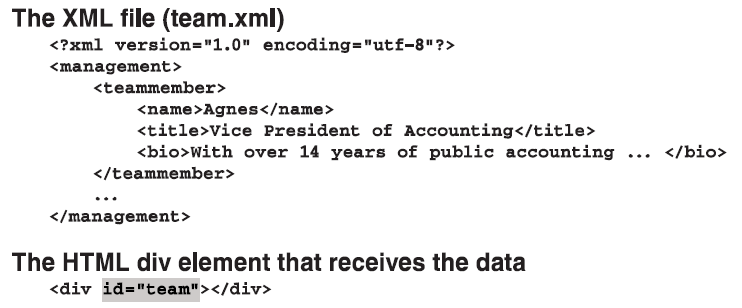 The XML file (team.xml)
<?xml version="1.0" encoding="utf-8"?>
<management>
<teammember>
<name>Agnes</name>
<title>Vice President of Accounting</title>
<bio>With over 14 years of public accounting ... </bio>
</teammember>
...
</management>
The HTML div element that receives the data
<div id="team"></div>